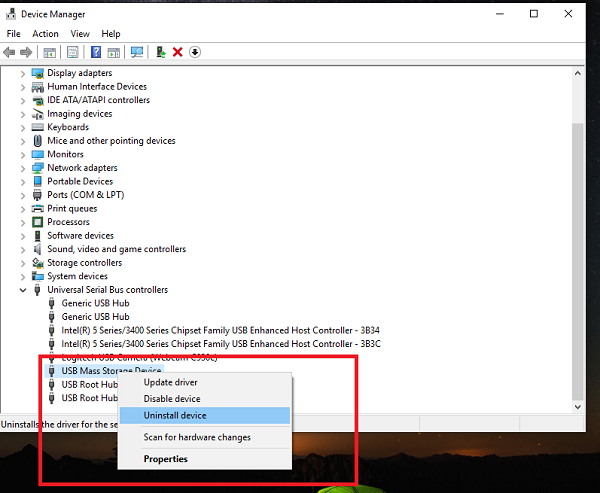 Device Manager
File Action View Help
Display adapters
Human Interface Devices
IDE ATA/ATAPI controllers
Imaging devices
Keyboards
Mice and other pointing devices
Monitors
Network adapters
Portable Devices
Ports (COM & LPT)
Print queues
Processors
Software devices
Sound, video and game controllers
Storage controllers
System devices
Universal Serial Bus controllers
Generic USB Hub
Generic USB Hub
Intel(R) 5 Series/3400 Series Chipset Family USB Enhanced Host Controller - 3B34
Intel(R) 5 Series/3400 Series Chipset Family USB Enhanced Host Controller - 3B3C
Logitech USB Camera (Webcam C930e)
USB Mass Storage Device
USB Root Hub
USB Root Hub
Update driver
Disable device
Uninstall device
Scan for hardware changes
Properties
Uninstalls the driver for the se